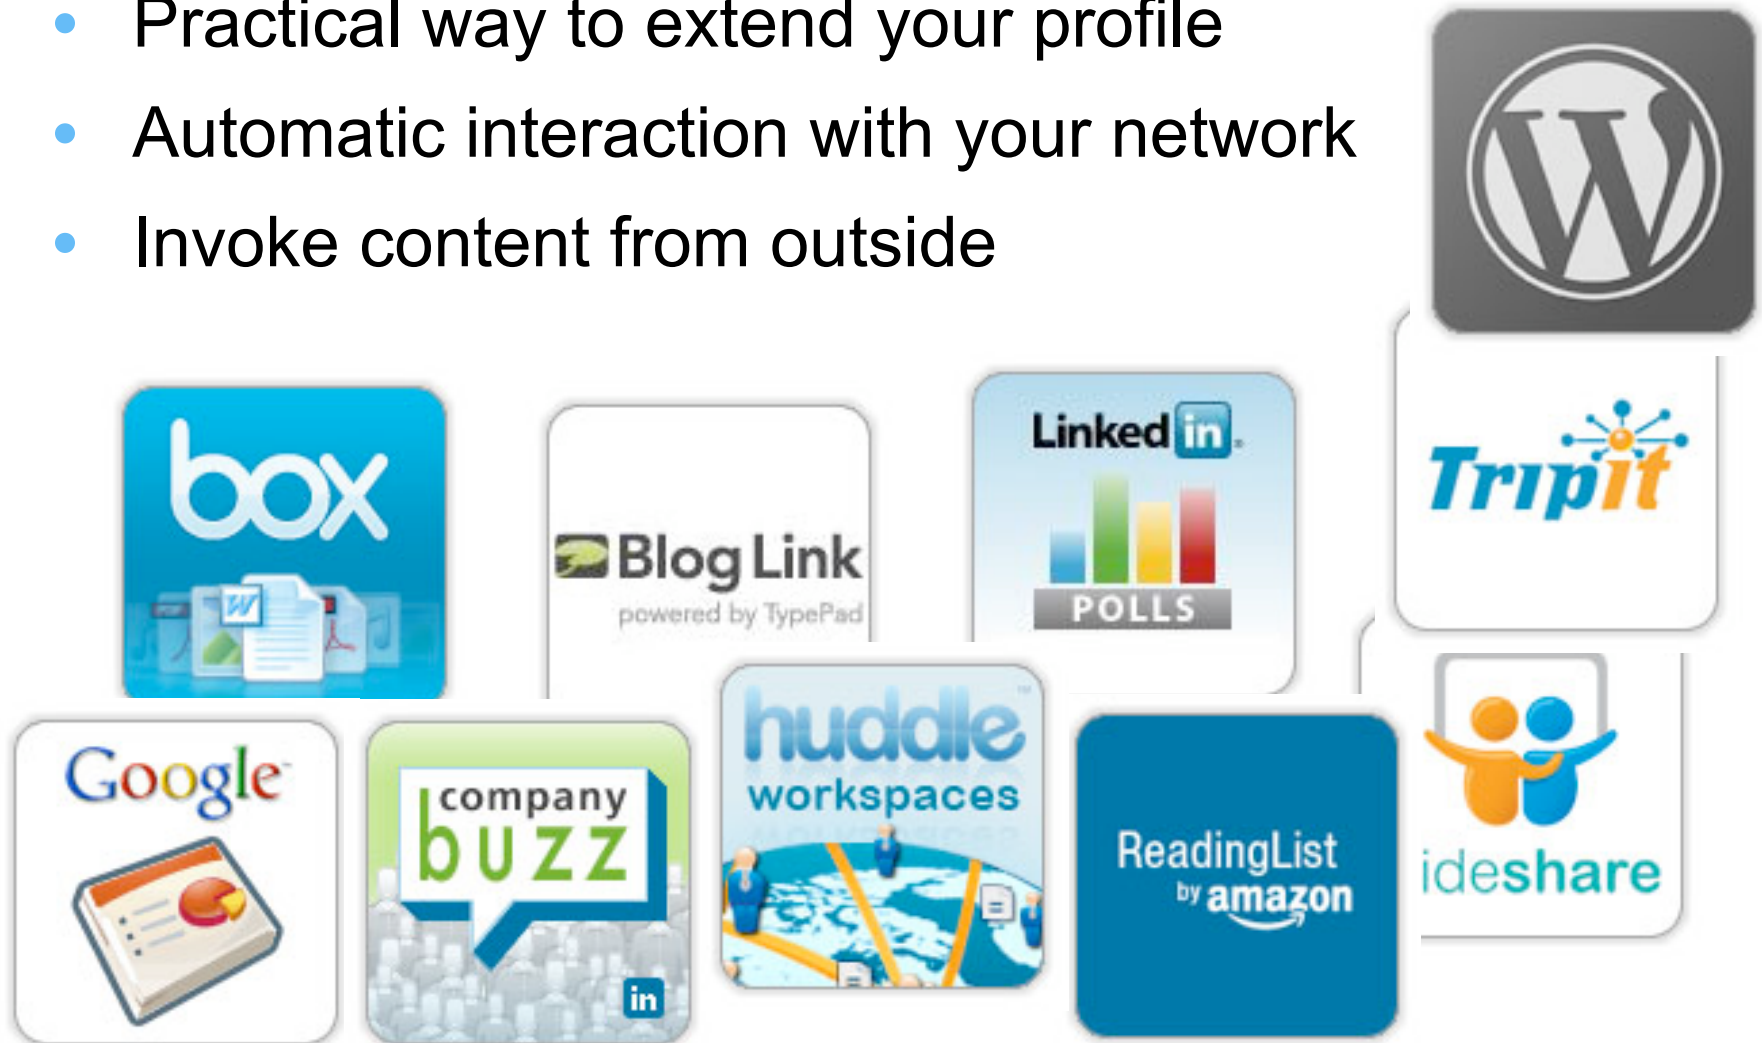 • Practical way to extend your profile
• Automatic interaction with your network
• Invoke content from outside
W
box
W
Blog Link
powered by TypePad
Linked in
POLLS
TripIt
Google
company
buzz
in
huddle
workspaces
ReadingList
by amazon
ideshare